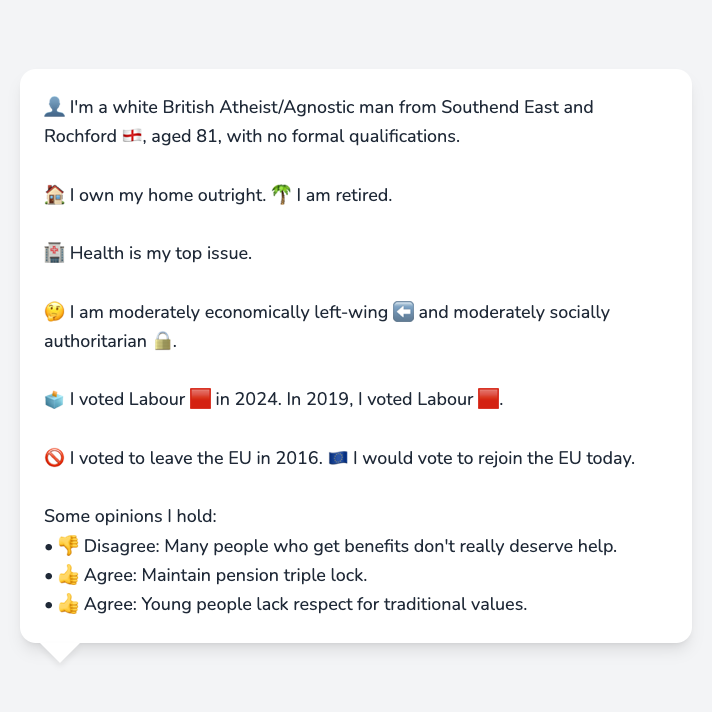 👤 I'm a white British Atheist/Agnostic man from Southend East and
Rochford 🏴󠁧󠁢󠁥󠁮󠁧󠁿, aged 81, with no formal qualifications.
🏠 I own my home outright. 🌴 I am retired.
🏥 Health is my top issue.
🤔 I am moderately economically left-wing ⬅️ and moderately socially
authoritarian 🔒.
🗳️ I voted Labour 🟥 in 2024. In 2019, I voted Labour 🟥.
🚫 I voted to leave the EU in 2016. 🇪🇺 I would vote to rejoin the EU today.
Some opinions I hold:
• 👎 Disagree: Many people who get benefits don't really deserve help.
• 👍 Agree: Maintain pension triple lock.
• 👍 Agree: Young people lack respect for traditional values.